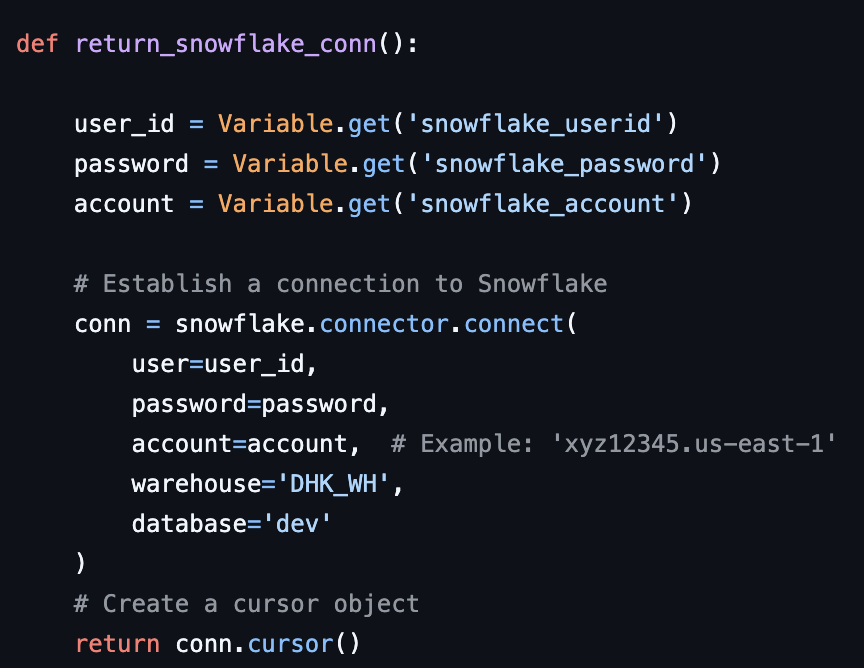 def return_snowflake_conn():
    user_id = Variable.get('snowflake_userid')
    password = Variable.get('snowflake_password')
    account = Variable.get('snowflake_account')
    # Establish a connection to Snowflake
    conn = snowflake.connector.connect(
        user=user_id,
        password=password,
        account=account,  # Example: 'xyz12345.us-east-1'
        warehouse='DHK_WH',
        database='dev'
    )
    # Create a cursor object
    return conn.cursor()